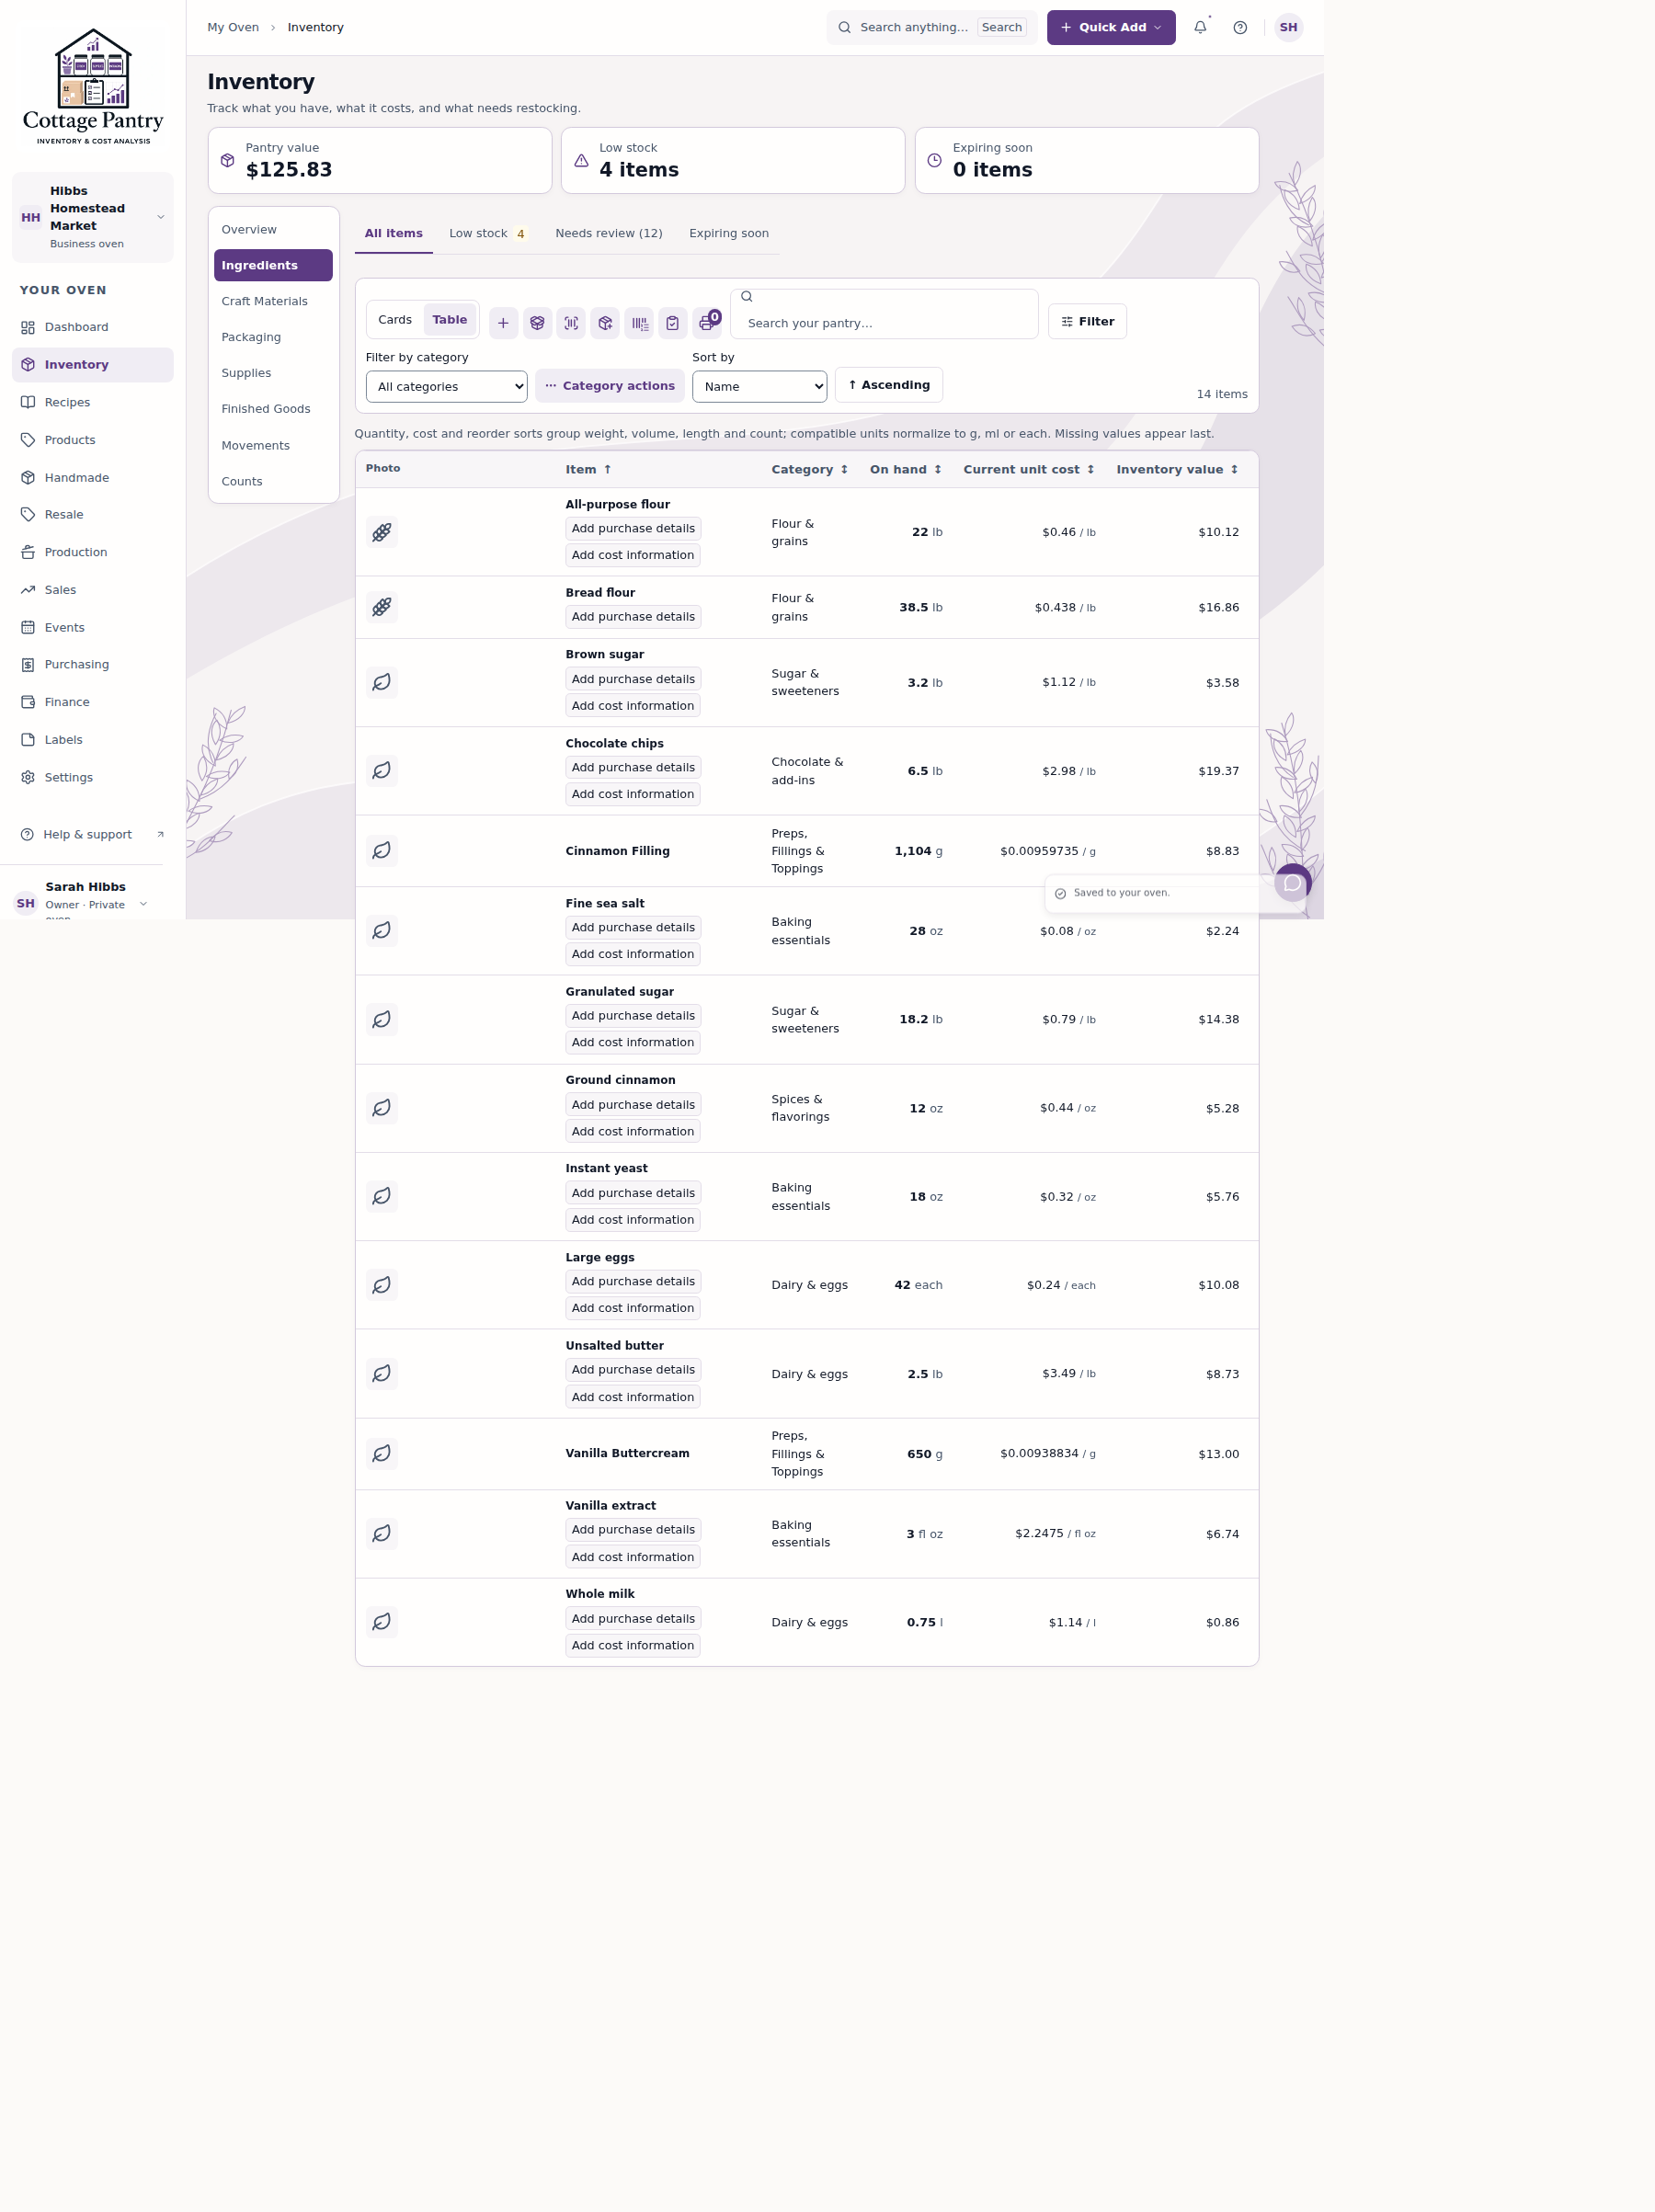 My Oven › Inventory
Search anything... Search
+ Quick Add
SH
Cottage Pantry
INVENTORY & COST ANALYSIS
HH
Hibbs
Homestead
Market
Business oven
YOUR OVEN
Dashboard
Inventory
Recipes
Products
Handmade
Resale
Production
Sales
Events
Purchasing
Finance
Labels
Settings
Help & support
SH
Sarah Hibbs
Owner · Private
Inventory
Track what you have, what it costs, and what needs restocking.
Pantry value
$125.83
Low stock
4 items
Expiring soon
0 items
Overview
Ingredients
Craft Materials
Packaging
Supplies
Finished Goods
Movements
Counts
All items Low stock 4 Needs review (12) Expiring soon
Cards Table 0 Search your pantry... Filter
Filter by category Sort by
All categories ··· Category actions Name ↑ Ascending 14 items
Quantity, cost and reorder sorts group weight, volume, length and count; compatible units normalize to g, ml or each. Missing values appear last.
Photo Item ↑ Category ↕ On hand ↕ Current unit cost ↕ Inventory value ↕
All-purpose flour
Add purchase details
Add cost information
Flour &
grains
22 lb $0.46 / lb $10.12
Bread flour
Add purchase details
Flour &
grains
38.5 lb $0.438 / lb $16.86
Brown sugar
Add purchase details
Add cost information
Sugar &
sweeteners
3.2 lb $1.12 / lb $3.58
Chocolate chips
Add purchase details
Add cost information
Chocolate &
add-ins
6.5 lb $2.98 / lb $19.37
Cinnamon Filling
Preps,
Fillings &
Toppings
1,104 g $0.00959735 / g $8.83
Saved to your oven.
Fine sea salt
Add purchase details
Add cost information
Baking
essentials
28 oz $0.08 / oz $2.24
Granulated sugar
Add purchase details
Add cost information
Sugar &
sweeteners
18.2 lb $0.79 / lb $14.38
Ground cinnamon
Add purchase details
Add cost information
Spices &
flavorings
12 oz $0.44 / oz $5.28
Instant yeast
Add purchase details
Add cost information
Baking
essentials
18 oz $0.32 / oz $5.76
Large eggs
Add purchase details
Add cost information
Dairy & eggs
42 each $0.24 / each $10.08
Unsalted butter
Add purchase details
Add cost information
Dairy & eggs
2.5 lb $3.49 / lb $8.73
Vanilla Buttercream
Preps,
Fillings &
Toppings
650 g $0.00938834 / g $13.00
Vanilla extract
Add purchase details
Add cost information
Baking
essentials
3 fl oz $2.2475 / fl oz $6.74
Whole milk
Add purchase details
Add cost information
Dairy & eggs
0.75 l $1.14 / l $0.86